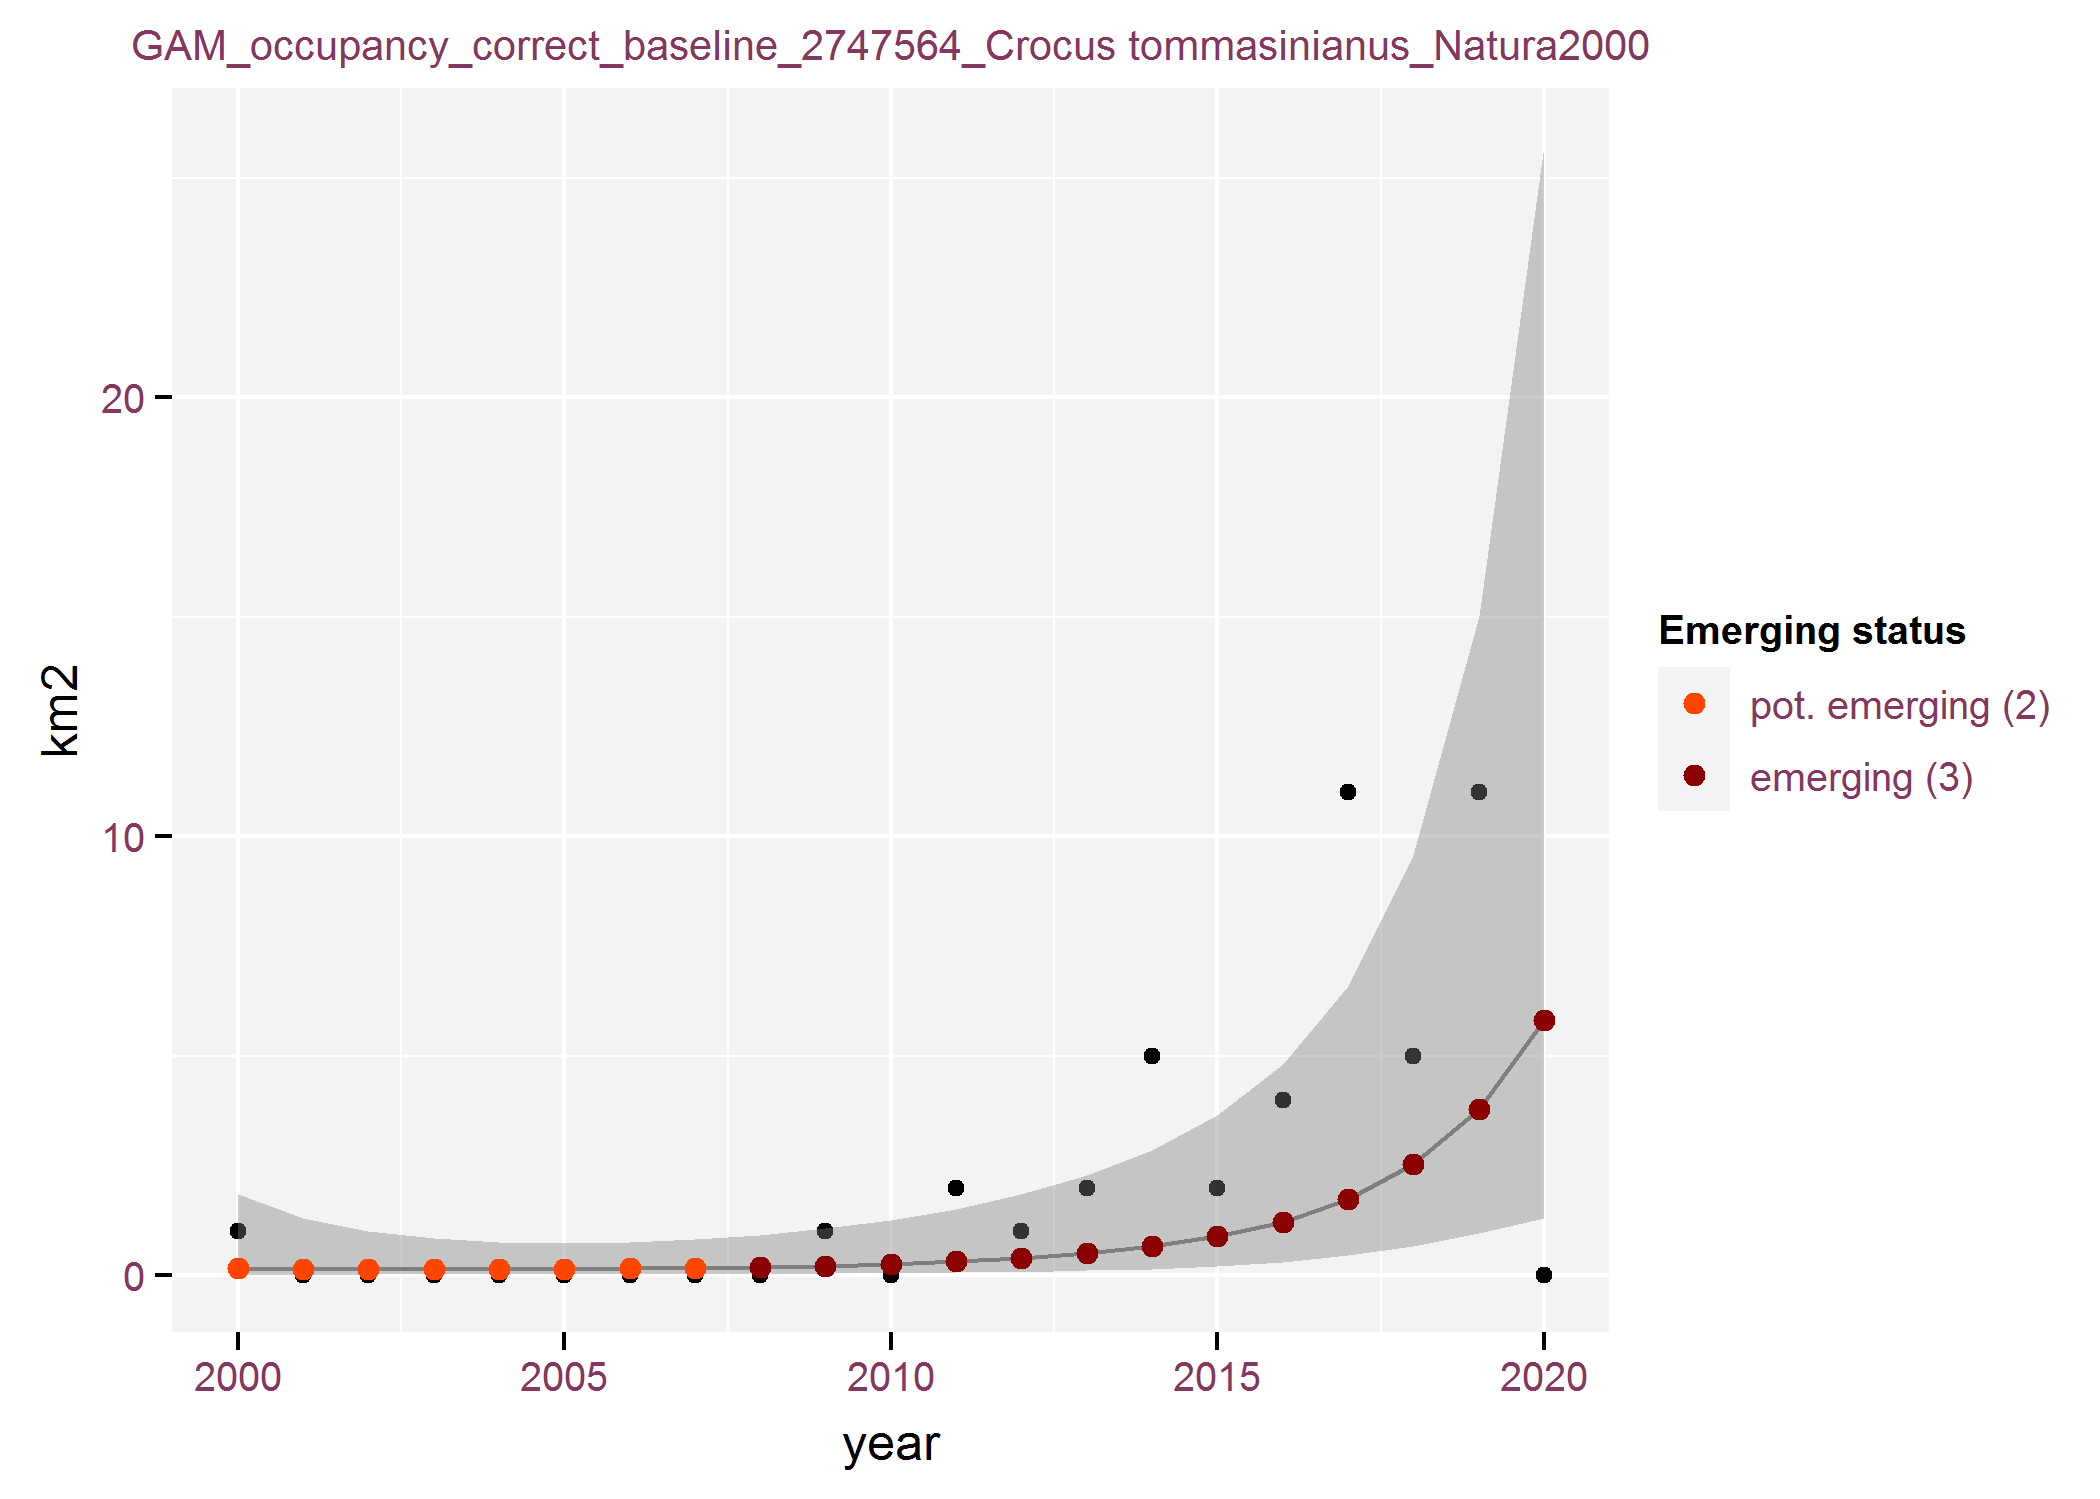 GAM_occupancy_correct_baseline_2747564_Crocus tommasinianus_Natura2000
20
10
0
km2
2000 2005 2010 2015 2020
year
Emerging status
pot. emerging (2)
emerging (3)